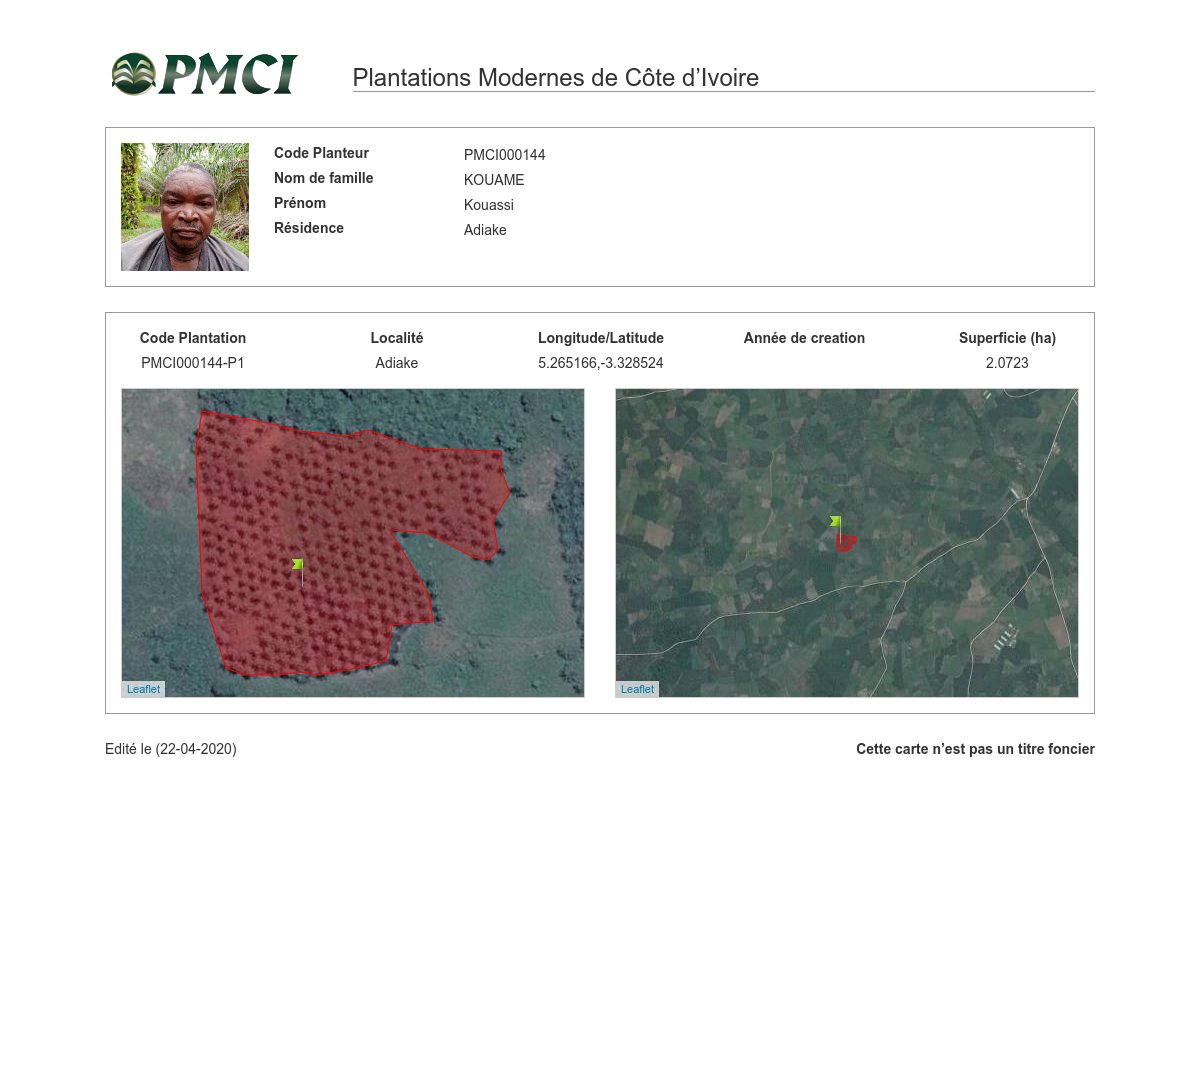 PMCI
Plantations Modernes de Côte d’Ivoire
Code Planteur PMCI000144
Nom de famille KOUAME
Prénom Kouassi
Résidence Adiake
Code Plantation Localité Longitude/Latitude Année de creation Superficie (ha)
PMCI000144-P1 Adiake 5.265166,-3.328524 2.0723
Leaflet Leaflet
Edité le (22-04-2020) Cette carte n’est pas un titre foncier